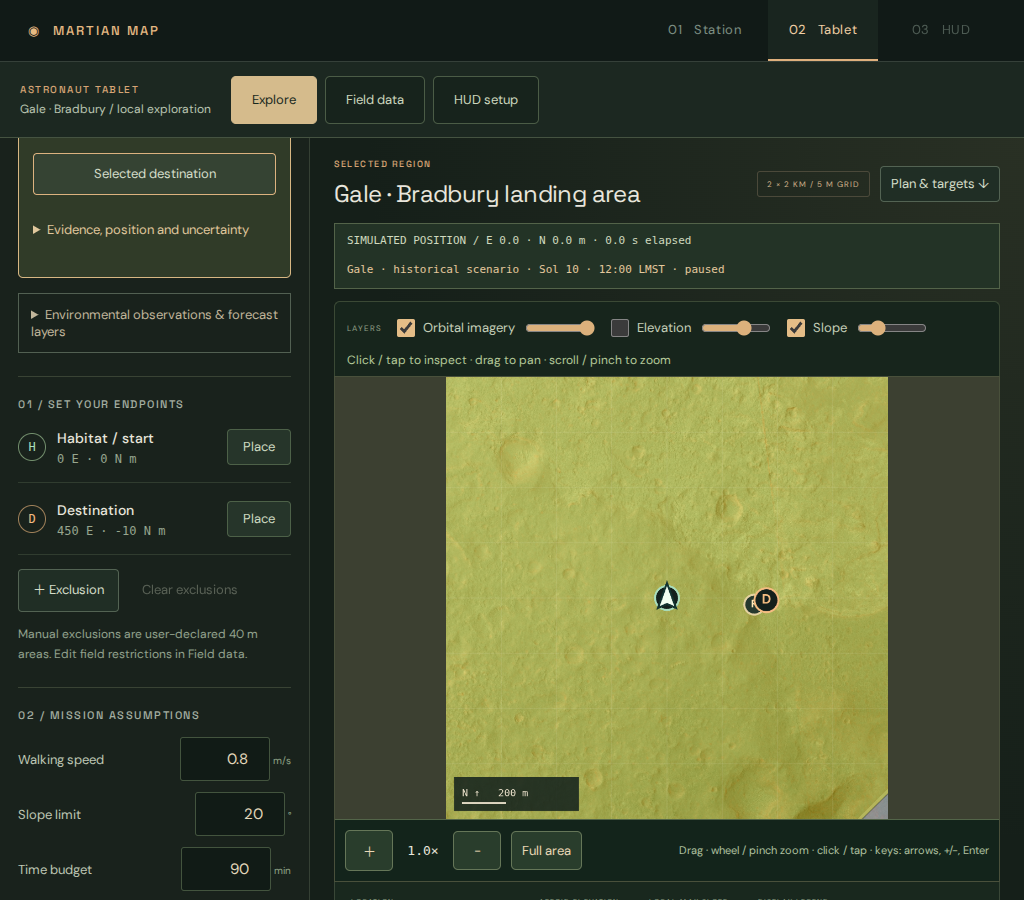 MARTIAN MAP
01 Station
02 Tablet
03 HUD
ASTRONAUT TABLET
Gale · Bradbury / local exploration
Explore
Field data
HUD setup
Selected destination
Evidence, position and uncertainty
Environmental observations & forecast
layers
01 / SET YOUR ENDPOINTS
H
Habitat / start
0 E · 0 N m
Place
D
Destination
450 E · -10 N m
Place
+ Exclusion
Clear exclusions
Manual exclusions are user-declared 40 m
areas. Edit field restrictions in Field data.
02 / MISSION ASSUMPTIONS
Walking speed
0.8 m/s
Slope limit
20 °
Time budget
90 min
SELECTED REGION
Gale · Bradbury landing area
2 × 2 KM / 5 M GRID
Plan & targets ↓
SIMULATED POSITION / E 0.0 · N 0.0 m · 0.0 s elapsed
Gale · historical scenario · Sol 10 · 12:00 LMST · paused
LAYERS
Orbital imagery
Elevation
Slope
Click / tap to inspect · drag to pan · scroll / pinch to zoom
D
N ↑ 200 m
+
1.0×
-
Full area
Drag · wheel / pinch zoom · click / tap · keys: arrows, +/-, Enter